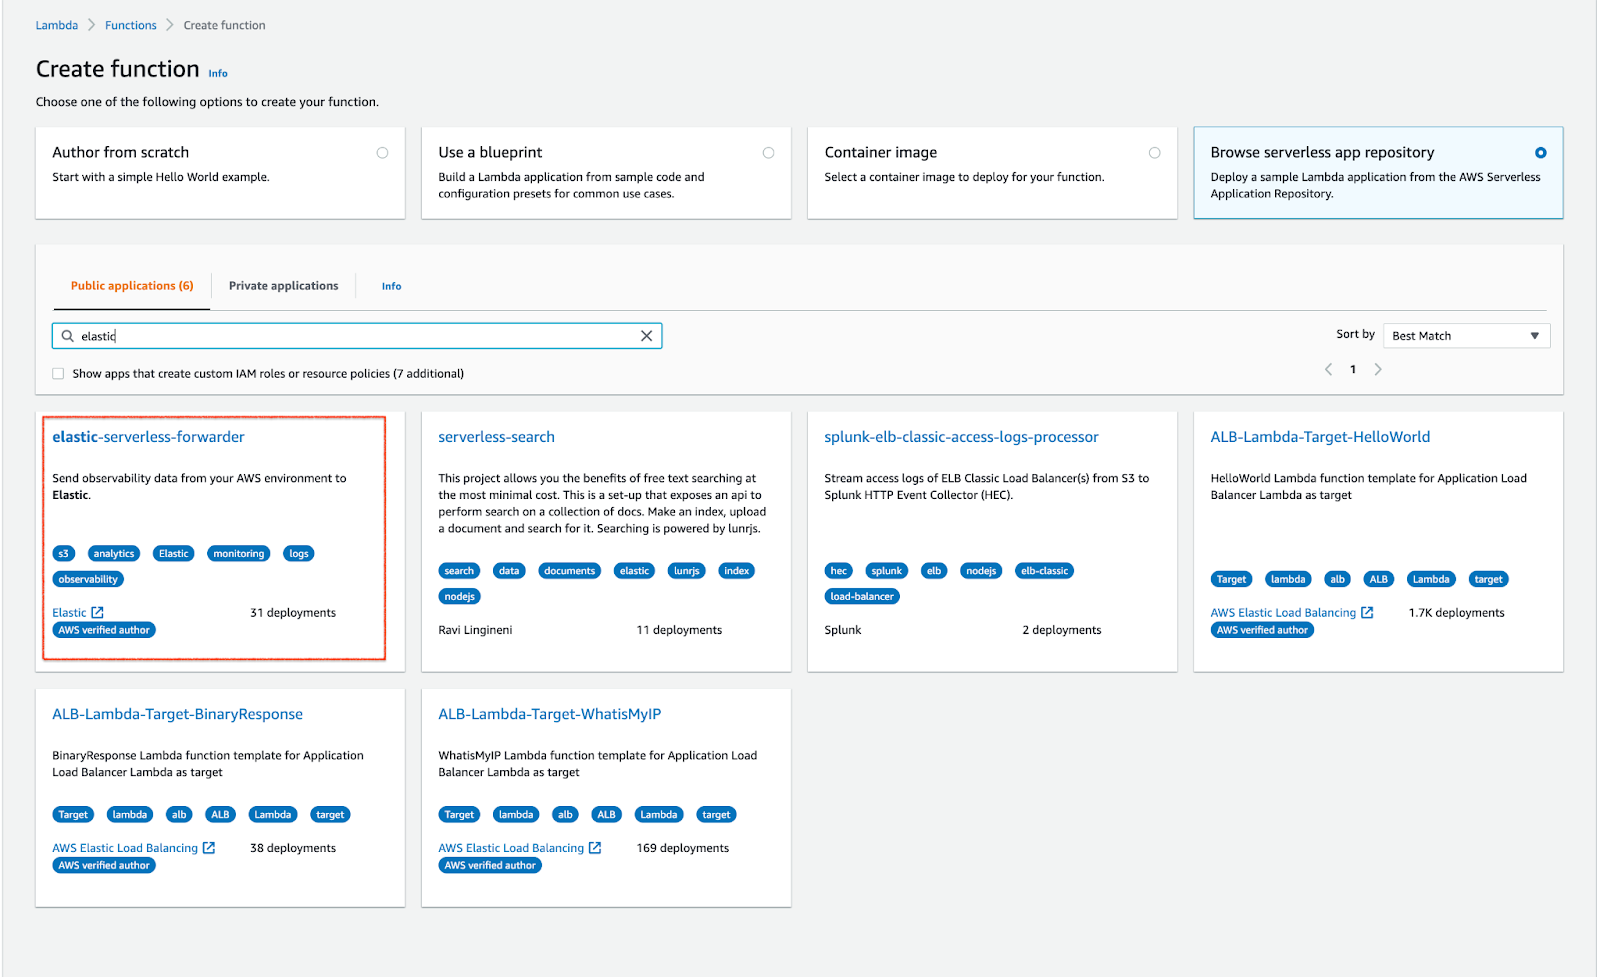 Lambda > Functions > Create function
Create function Info
Choose one of the following options to create your function.
Author from scratch
Start with a simple Hello World example.
Use a blueprint
Build a Lambda application from sample code and
configuration presets for common use cases.
Container image
Select a container image to deploy for your function.
Browse serverless app repository
Deploy a sample Lambda application from the AWS Serverless
Application Repository.
Public applications (6) Private applications Info
elastic
Sort by Best Match
Show apps that create custom IAM roles or resource policies (7 additional)
1
elastic-serverless-forwarder
Send observability data from your AWS environment to
Elastic.
s3 analytics Elastic monitoring logs
observability
Elastic 31 deployments
AWS verified author
serverless-search
This project allows you the benefits of free text searching at
the most minimal cost. This is a set-up that exposes an api to
perform search on a collection of docs. Make an index, upload
a document and search for it. Searching is powered by lunrjs.
search data documents elastic lunrjs index
nodejs
Ravi Lingineni 11 deployments
splunk-elb-classic-access-logs-processor
Stream access logs of ELB Classic Load Balancer(s) from S3 to
Splunk HTTP Event Collector (HEC).
hec splunk elb nodejs elb-classic
load-balancer
Splunk 2 deployments
ALB-Lambda-Target-HelloWorld
HelloWorld Lambda function template for Application Load
Balancer Lambda as target
Target lambda alb ALB Lambda target
AWS Elastic Load Balancing 1.7K deployments
AWS verified author
ALB-Lambda-Target-BinaryResponse
BinaryResponse Lambda function template for Application
Load Balancer Lambda as target
Target lambda alb ALB Lambda target
AWS Elastic Load Balancing 38 deployments
AWS verified author
ALB-Lambda-Target-WhatisMyIP
WhatisMyIP Lambda function template for Application Load
Balancer Lambda as target
Target lambda alb ALB Lambda target
AWS Elastic Load Balancing 169 deployments
AWS verified author